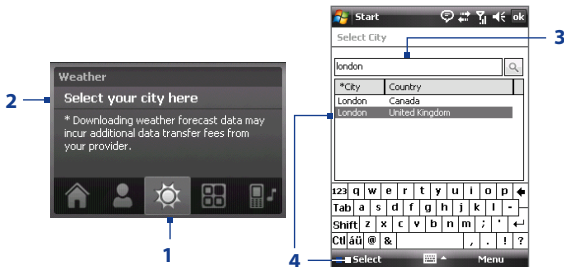 Weather
Select your city here
* Downloading weather forecast data may
incur additional data transfer fees from
your provider.
2
1
Start
ok
Select City
london
3
*City Country
London Canada
London United Kingdom
4
123 q w e r t y u i o p
Tab a s d f g h j k l -
Shift z x c v b n m ; '
Ctl áü @ & , . ! ?
Select Menu